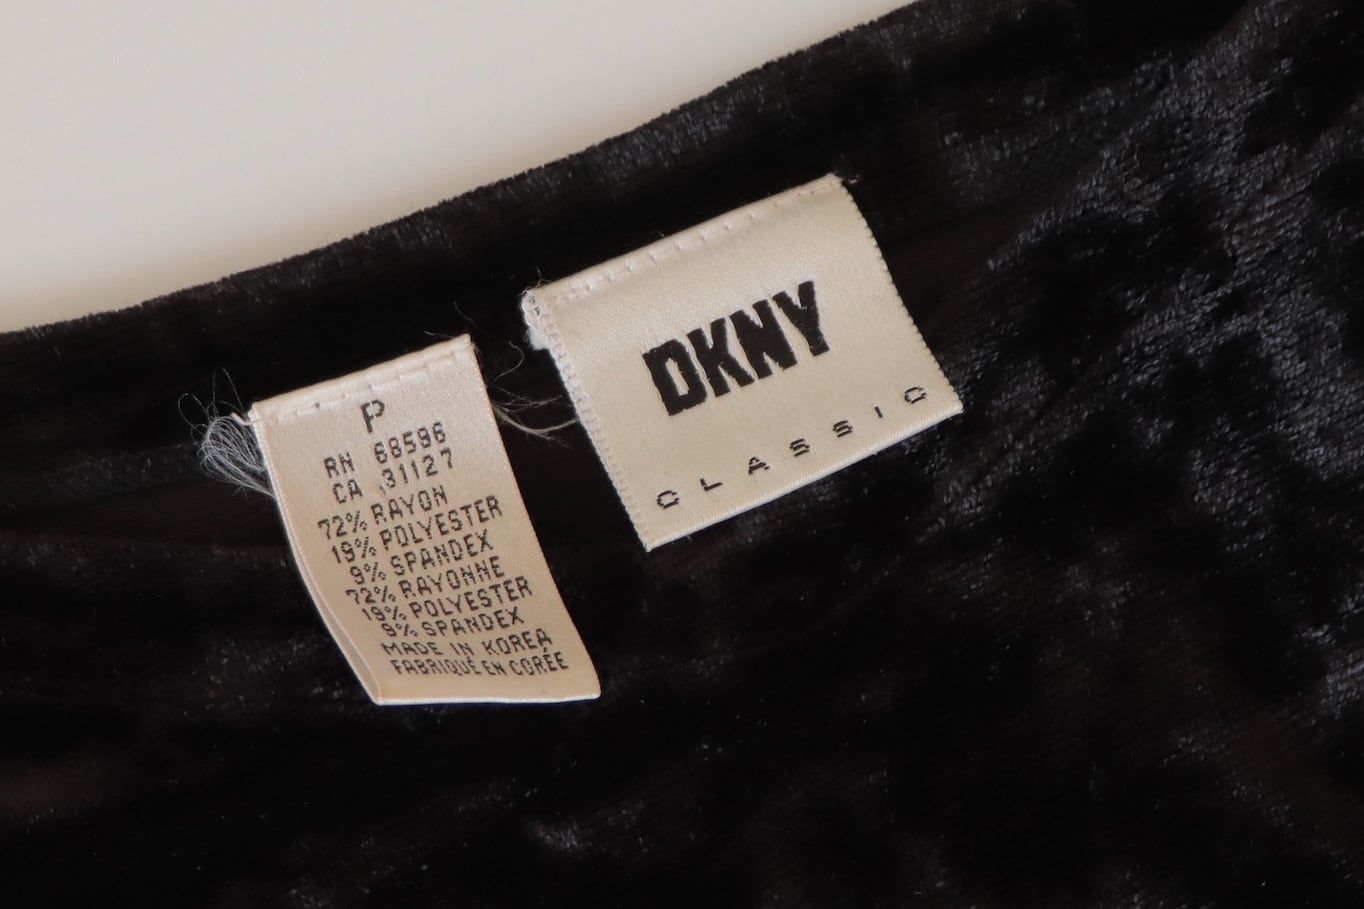 P
RN 68596
CA 31127
72% RAYON
19% POLYESTER
9% SPANDEX
72% RAYONNE
19% POLYESTER
9% SPANDEX
MADE IN KOREA
FABRIQUÉ EN CORÉE
DKNY
CLASSIC